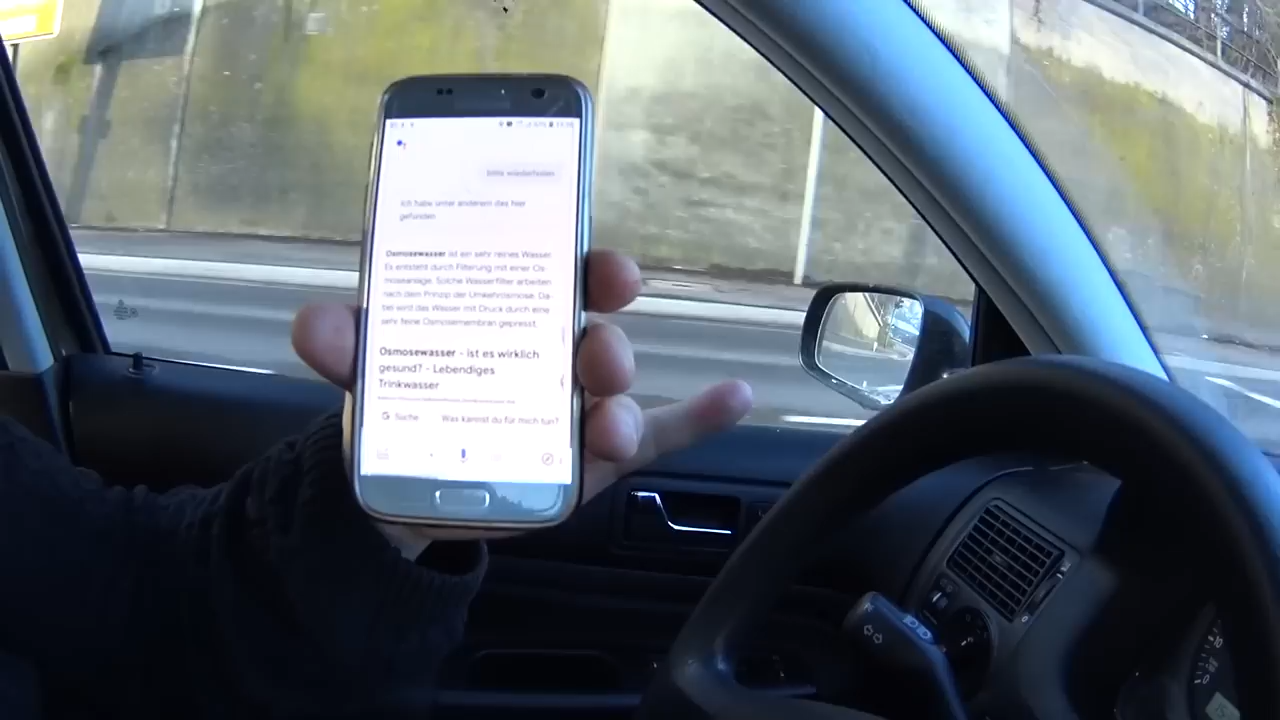 bitte wiederholen
Ich habe unter anderem dies hier
gefunden
Osmosewasser ist ein sehr reines Wasser.
Es entsteht durch Filterung mit einer Os-
moseanlage. Solche Wasserfilter arbeiten
nach dem Prinzip der Umkehrosmose. Da-
bei wird das Wasser mit Druck durch eine
sehr feine Osmosemembran gepresst.
Osmosewasser - ist es wirklich
gesund? - Lebendiges
Trinkwasser
G Suche Was kannst du für mich tun?